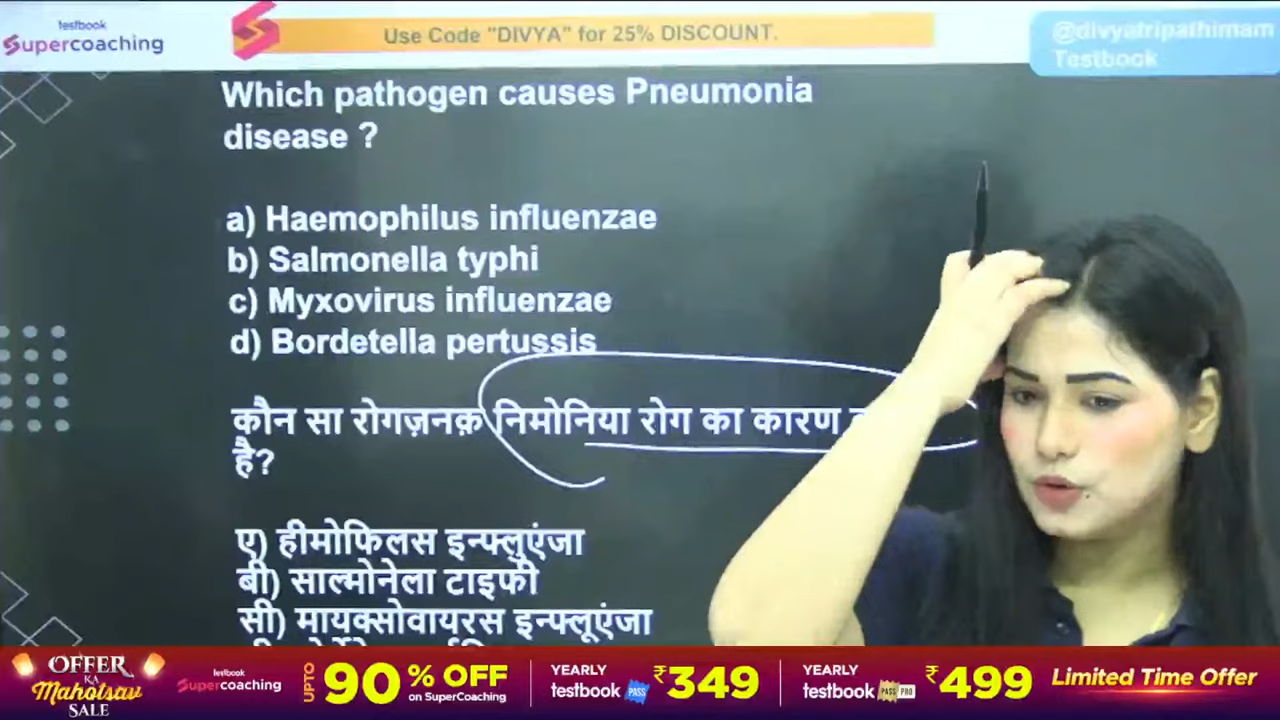 testbook
Supercoaching
Use Code "DIVYA" for 25% DISCOUNT.
@divyatripathimam
Testbook
Which pathogen causes Pneumonia
disease ?
a) Haemophilus influenzae
b) Salmonella typhi
c) Myxovirus influenzae
d) Bordetella pertussis
कौन सा रोगज़नक़ निमोनिया रोग का कारण
है?
ए) हीमोफिलस इन्फ्लुएंजा
बी) साल्मोनेला टाइफी
सी) मायक्सोवायरस इन्फ्लूएंजा
OFFER
KA
Mahotsav
SALE
testbook
Supercoaching
UPTO 90% OFF
on SuperCoaching
YEARLY
testbook PASS
₹349
YEARLY
testbook PASS PRO
₹499
Limited Time Offer